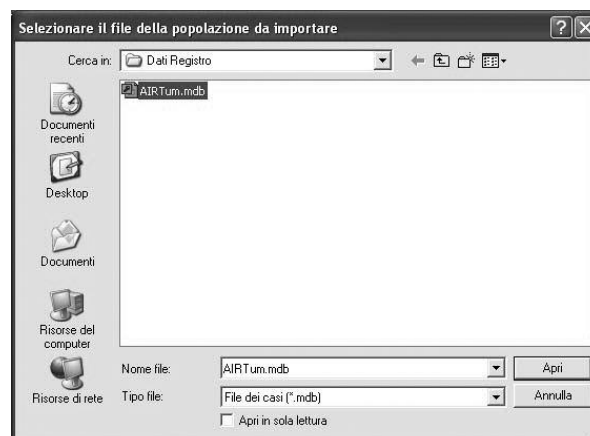 Selezionare il file della popolazione da importare
Cerca in: Dati Registro
AIRTum.mdb
Documenti
recenti
Desktop
Documenti
Risorse del
computer
Risorse di rete
Nome file: AIRTum.mdb Apri
Tipo file: File dei casi (*.mdb) Annulla
Apri in sola lettura